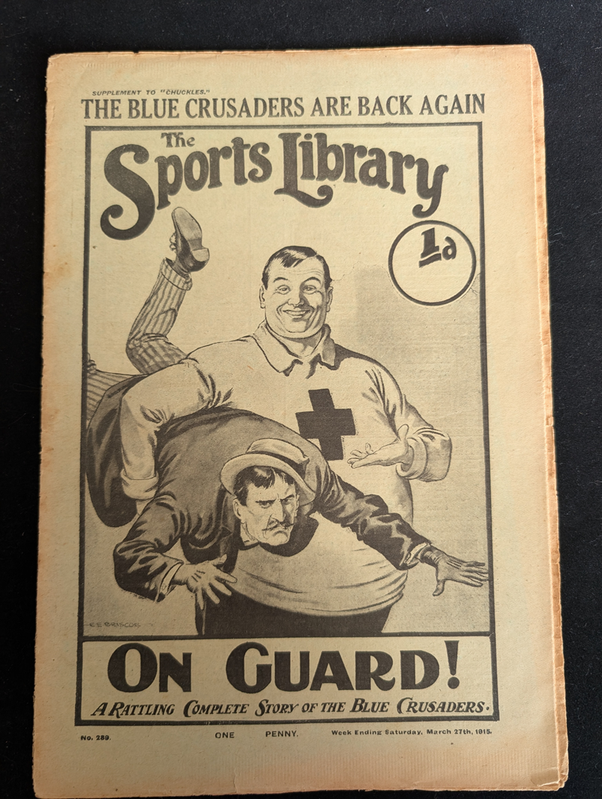 SUPPLEMENT TO "CHUCKLES."
THE BLUE CRUSADERS ARE BACK AGAIN
The
Sports Library
1d
ON GUARD!
A RATTLING COMPLETE STORY OF THE BLUE CRUSADERS.
No. 289. ONE PENNY. Week Ending Saturday, March 27th, 1915.